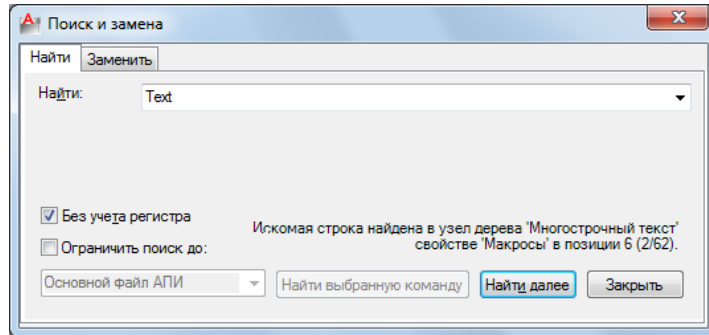 Поиск и замена
Найти Заменить
Найти: Text
Без учета регистра
Искомая строка найдена в узел дерева 'Многострочный текст'
Ограничить поиск до:
свойстве 'Макросы' в позиции 6 (2/62).
Основной файл АПИ Найти выбранную команду Найти далее Закрыть